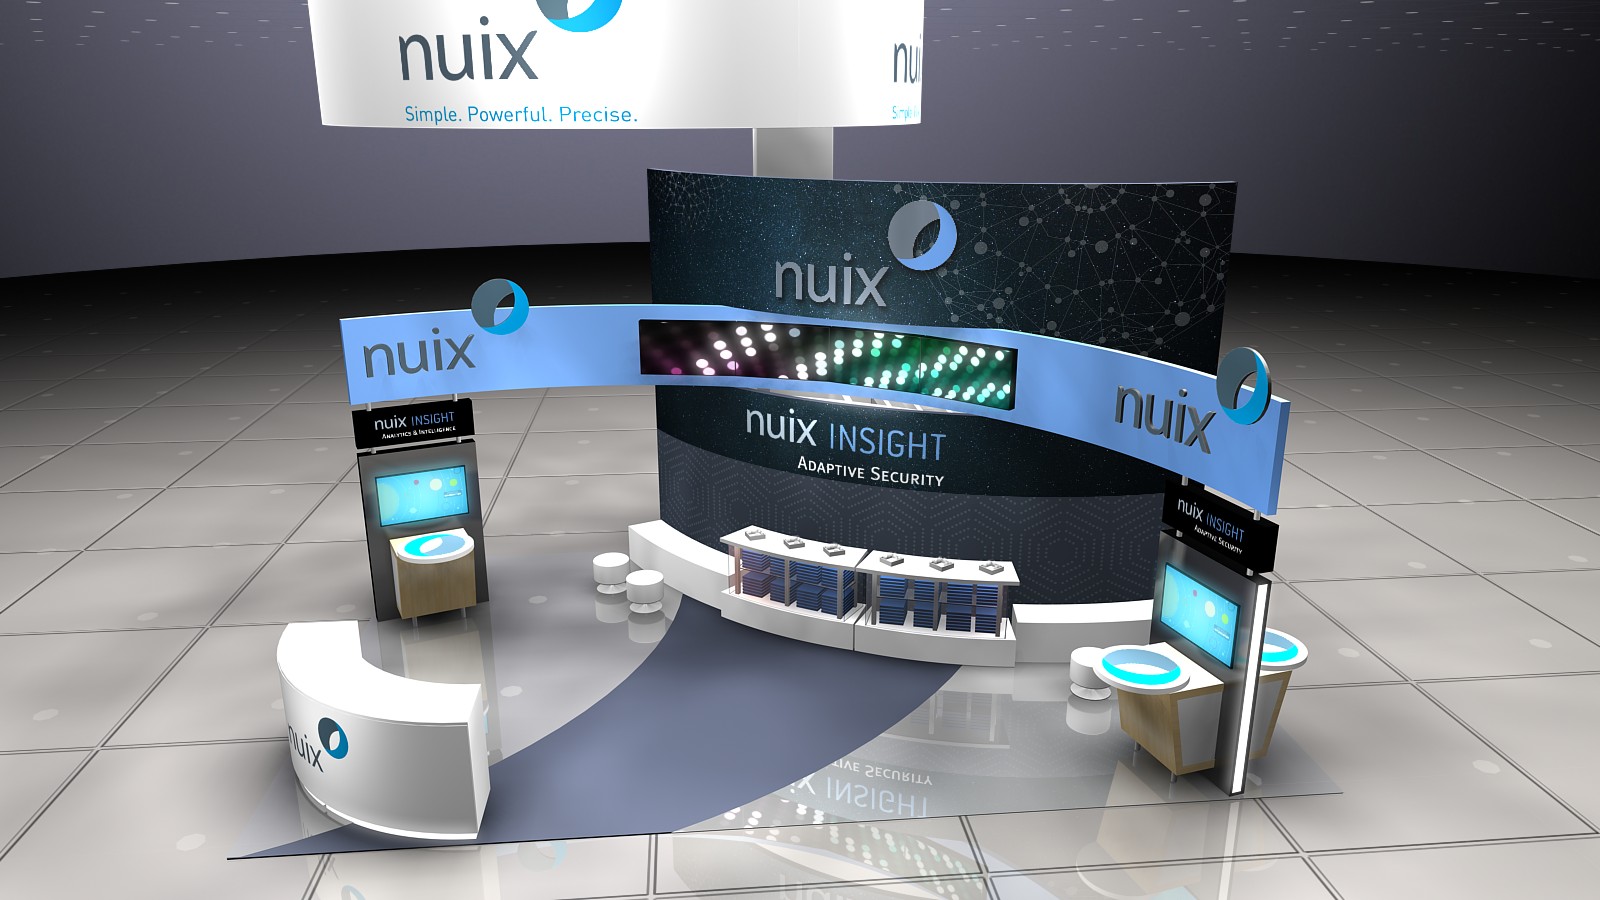 nuix
Simple. Powerful. Precise.
nuix
nuix
nuix
nuix INSIGHT
ANALYTICS & INTELLIGENCE
nuix INSIGHT
ADAPTIVE SECURITY
nuix INSIGHT
ADAPTIVE SECURITY
nuix